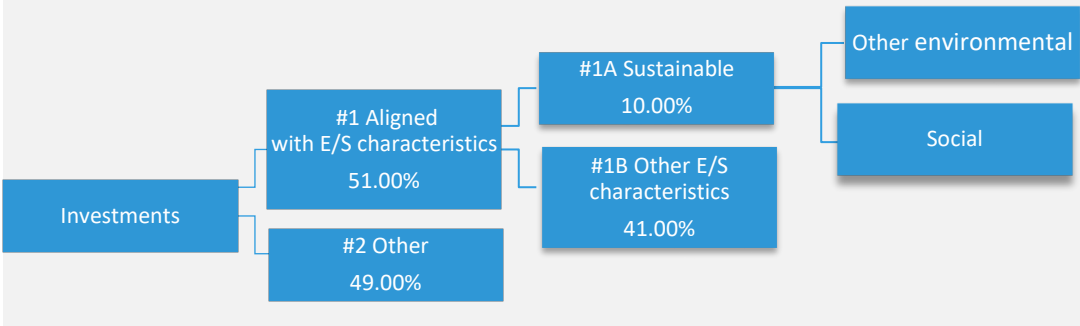 Investments
#1 Aligned
with E/S characteristics
51.00%
#2 Other
49.00%
#1A Sustainable
10.00%
#1B Other E/S
characteristics
41.00%
Other environmental
Social